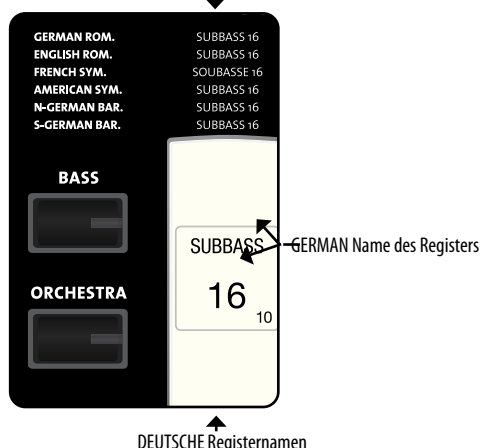 GERMAN ROM. SUBBASS 16
ENGLISH ROM. SUBBASS 16
FRENCH SYM. SOUBASSE 16
AMERICAN SYM. SUBBASS 16
N-GERMAN BAR. SUBBASS 16
S-GERMAN BAR. SUBBASS 16
BASS
SUBBASS
GERMAN Name des Registers
ORCHESTRA
16
10
DEUTSCHE Registernamen